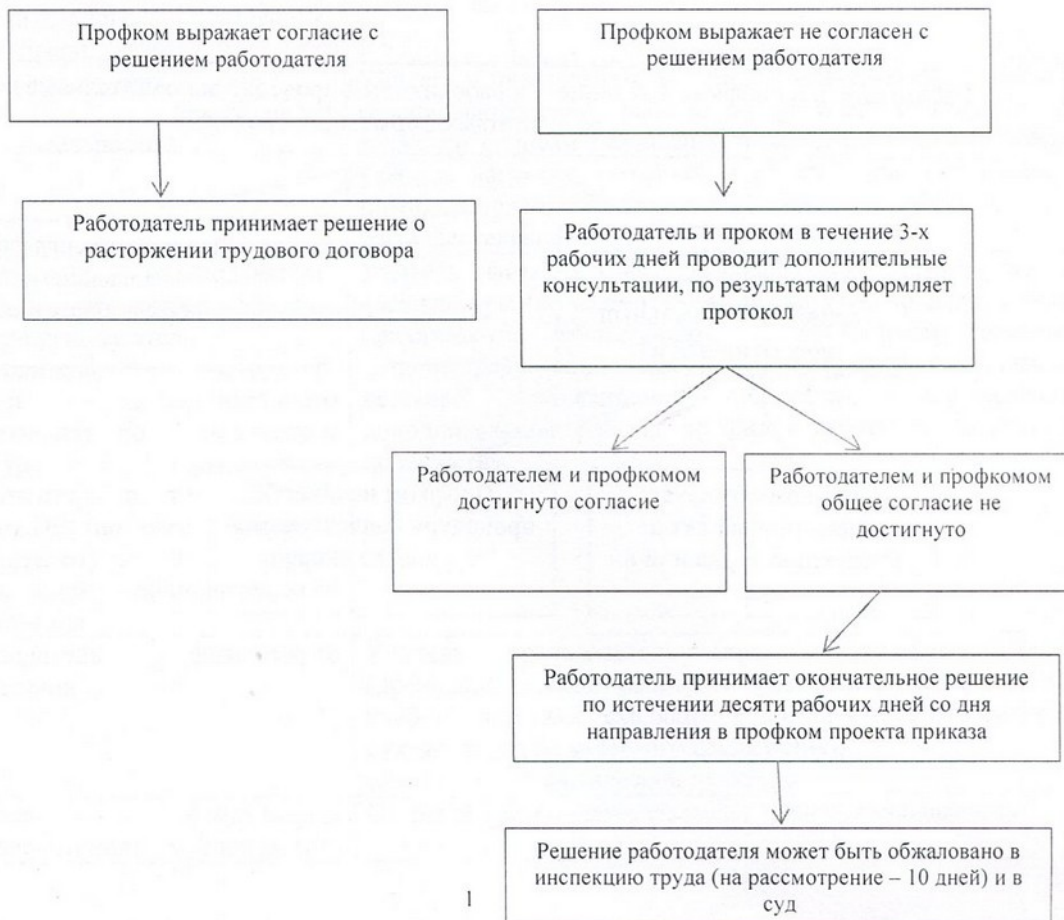 Профком выражает согласие с
решением работодателя
Профком выражает не согласен с
решением работодателя
Работодатель принимает решение о
расторжении трудового договора
Работодатель и проком в течение 3-х
рабочих дней проводит дополнительные
консультации, по результатам оформляет
протокол
Работодателем и профкомом
достигнуто согласие
Работодателем и профкомом
общее согласие не
достигнуто
Работодатель принимает окончательное решение
по истечении десяти рабочих дней со дня
направления в профком проекта приказа
Решение работодателя может быть обжаловано в
инспекцию труда (на рассмотрение – 10 дней) и в
суд
1